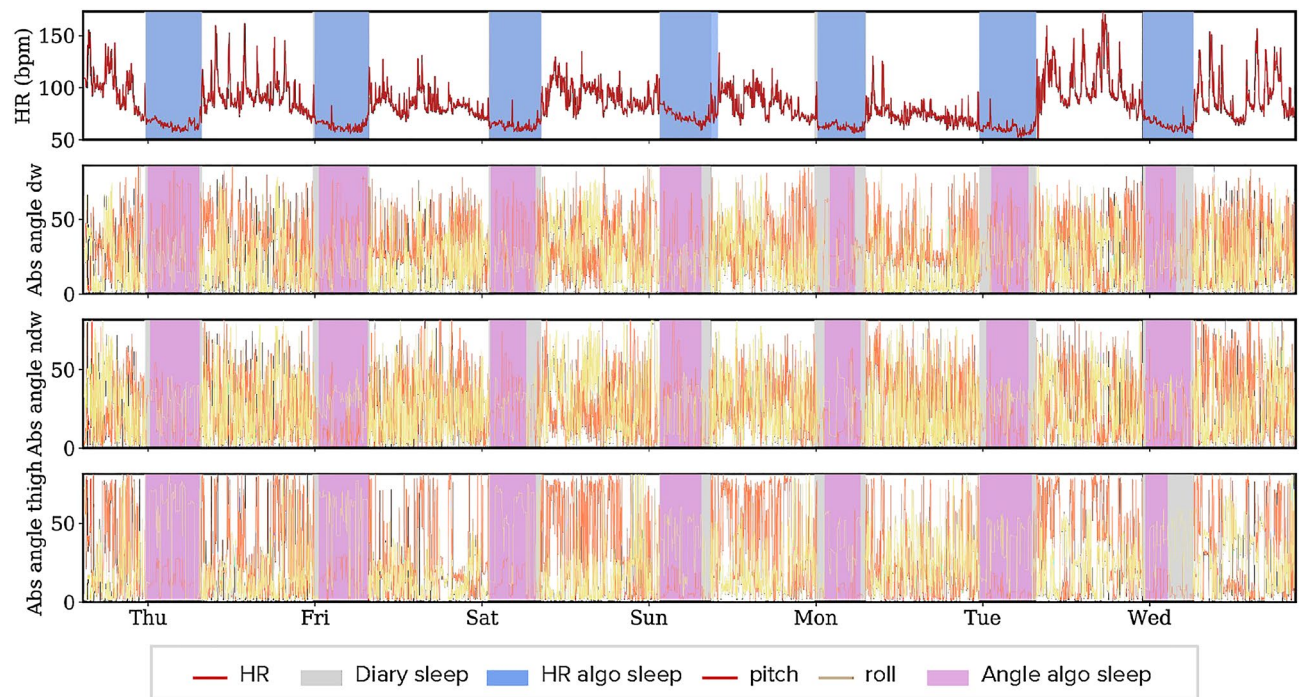 HR (bpm)
150
100
50
Abs angle dw
50
0
Abs angle ndw
50
0
Abs angle thigh
50
0
Thu Fri Sat Sun Mon Tue Wed
HR Diary sleep HR algo sleep pitch roll Angle algo sleep